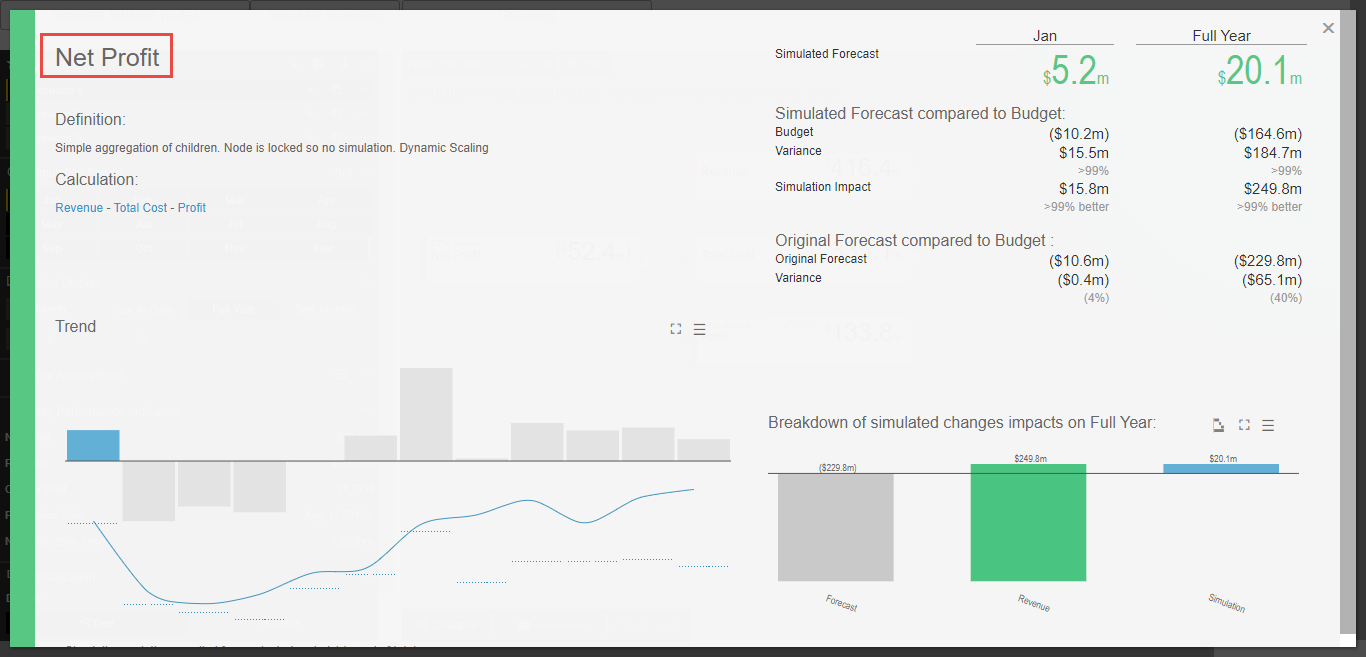 Net Profit
Definition:
Simple aggregation of children. Node is locked so no simulation. Dynamic Scaling
Calculation:
Revenue - Total Cost - Profit
Jan Full Year
Simulated Forecast $5.2m $20.1m
Simulated Forecast compared to Budget:
Budget ($10.2m) ($164.6m)
Variance $15.5m $184.7m
>99% >99%
Simulation Impact $15.8m $249.8m
>99% better >99% better
Original Forecast compared to Budget :
Original Forecast ($10.6m) ($229.8m)
Variance ($0.4m) ($65.1m)
(4%) (40%)
Trend
Breakdown of simulated changes impacts on Full Year:
($229.8m) $249.8m $20.1m
Forecast Revenue Simulation